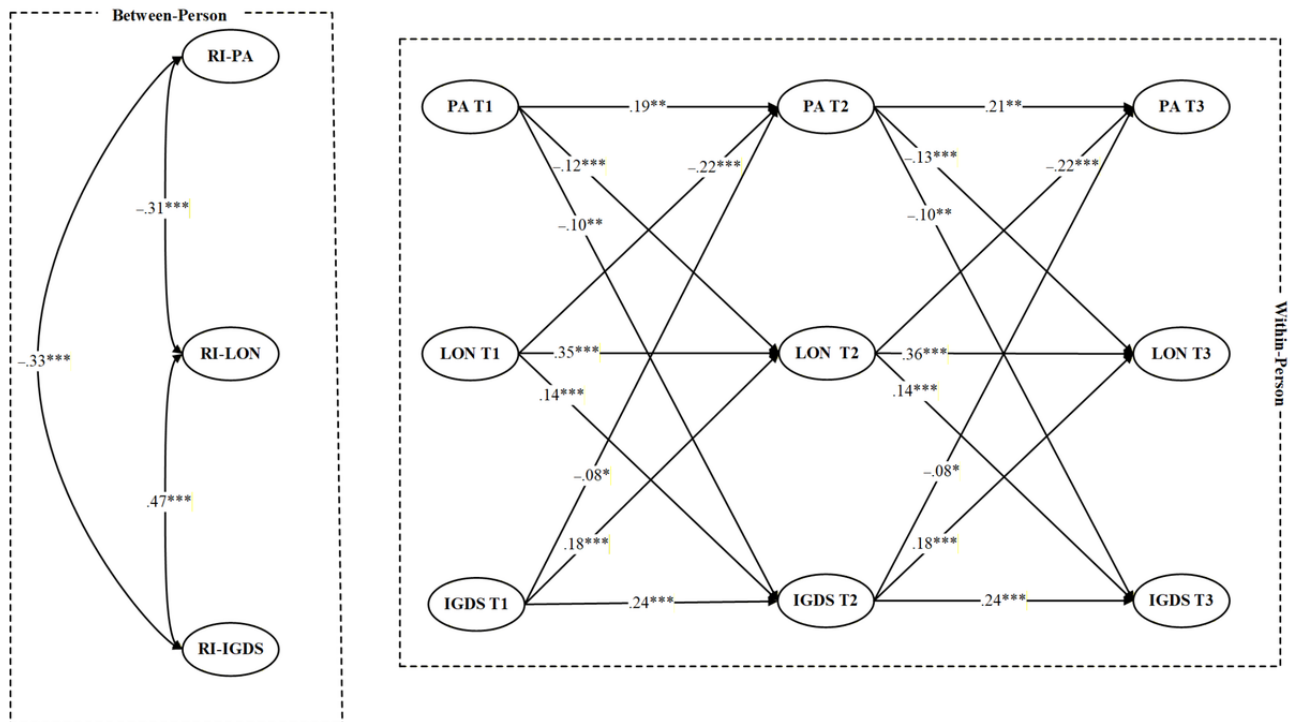 Between-Person
RI-PA
–.31***
RI-LON
–.33***
.47***
RI-IGDS
Within-Person
PA T1
.19**
PA T2
.21**
PA T3
–.12***
–.22***
–.13***
–.22***
–.10**
–.10**
LON T1
.35***
LON T2
.36***
LON T3
.14***
.14***
–.08*
–.08*
.18***
.18***
IGDS T1
.24***
IGDS T2
.24***
IGDS T3